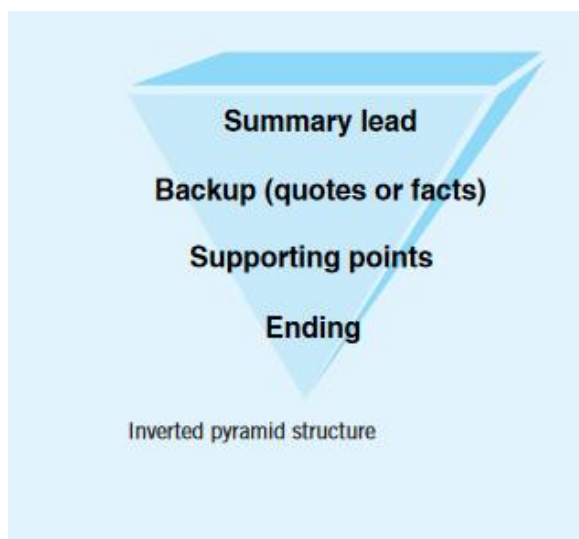 Summary lead
Backup (quotes or facts)
Supporting points
Ending
Inverted pyramid structure